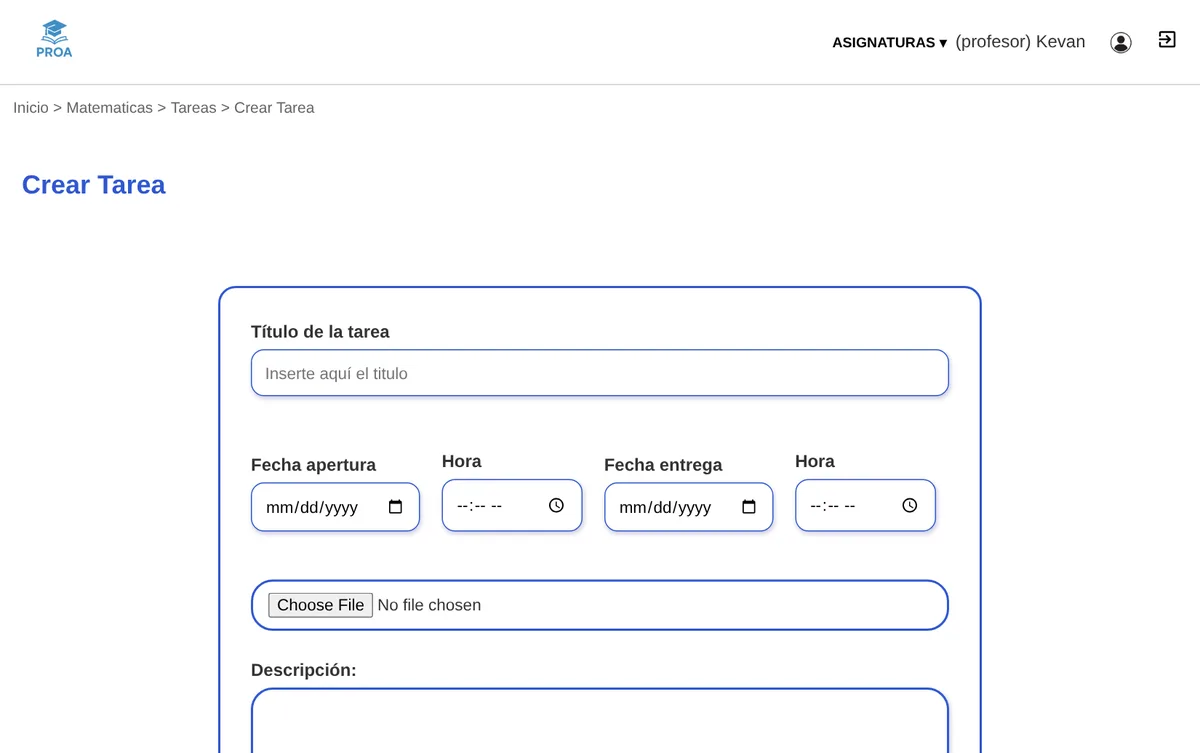 PROA
ASIGNATURAS ▾ (profesor) Kevan
Inicio > Matematicas > Tareas > Crear Tarea
Crear Tarea
Título de la tarea
Inserte aquí el titulo
Fecha apertura Hora Fecha entrega Hora
mm/dd/yyyy --:-- -- mm/dd/yyyy --:-- --
Choose File No file chosen
Descripción: